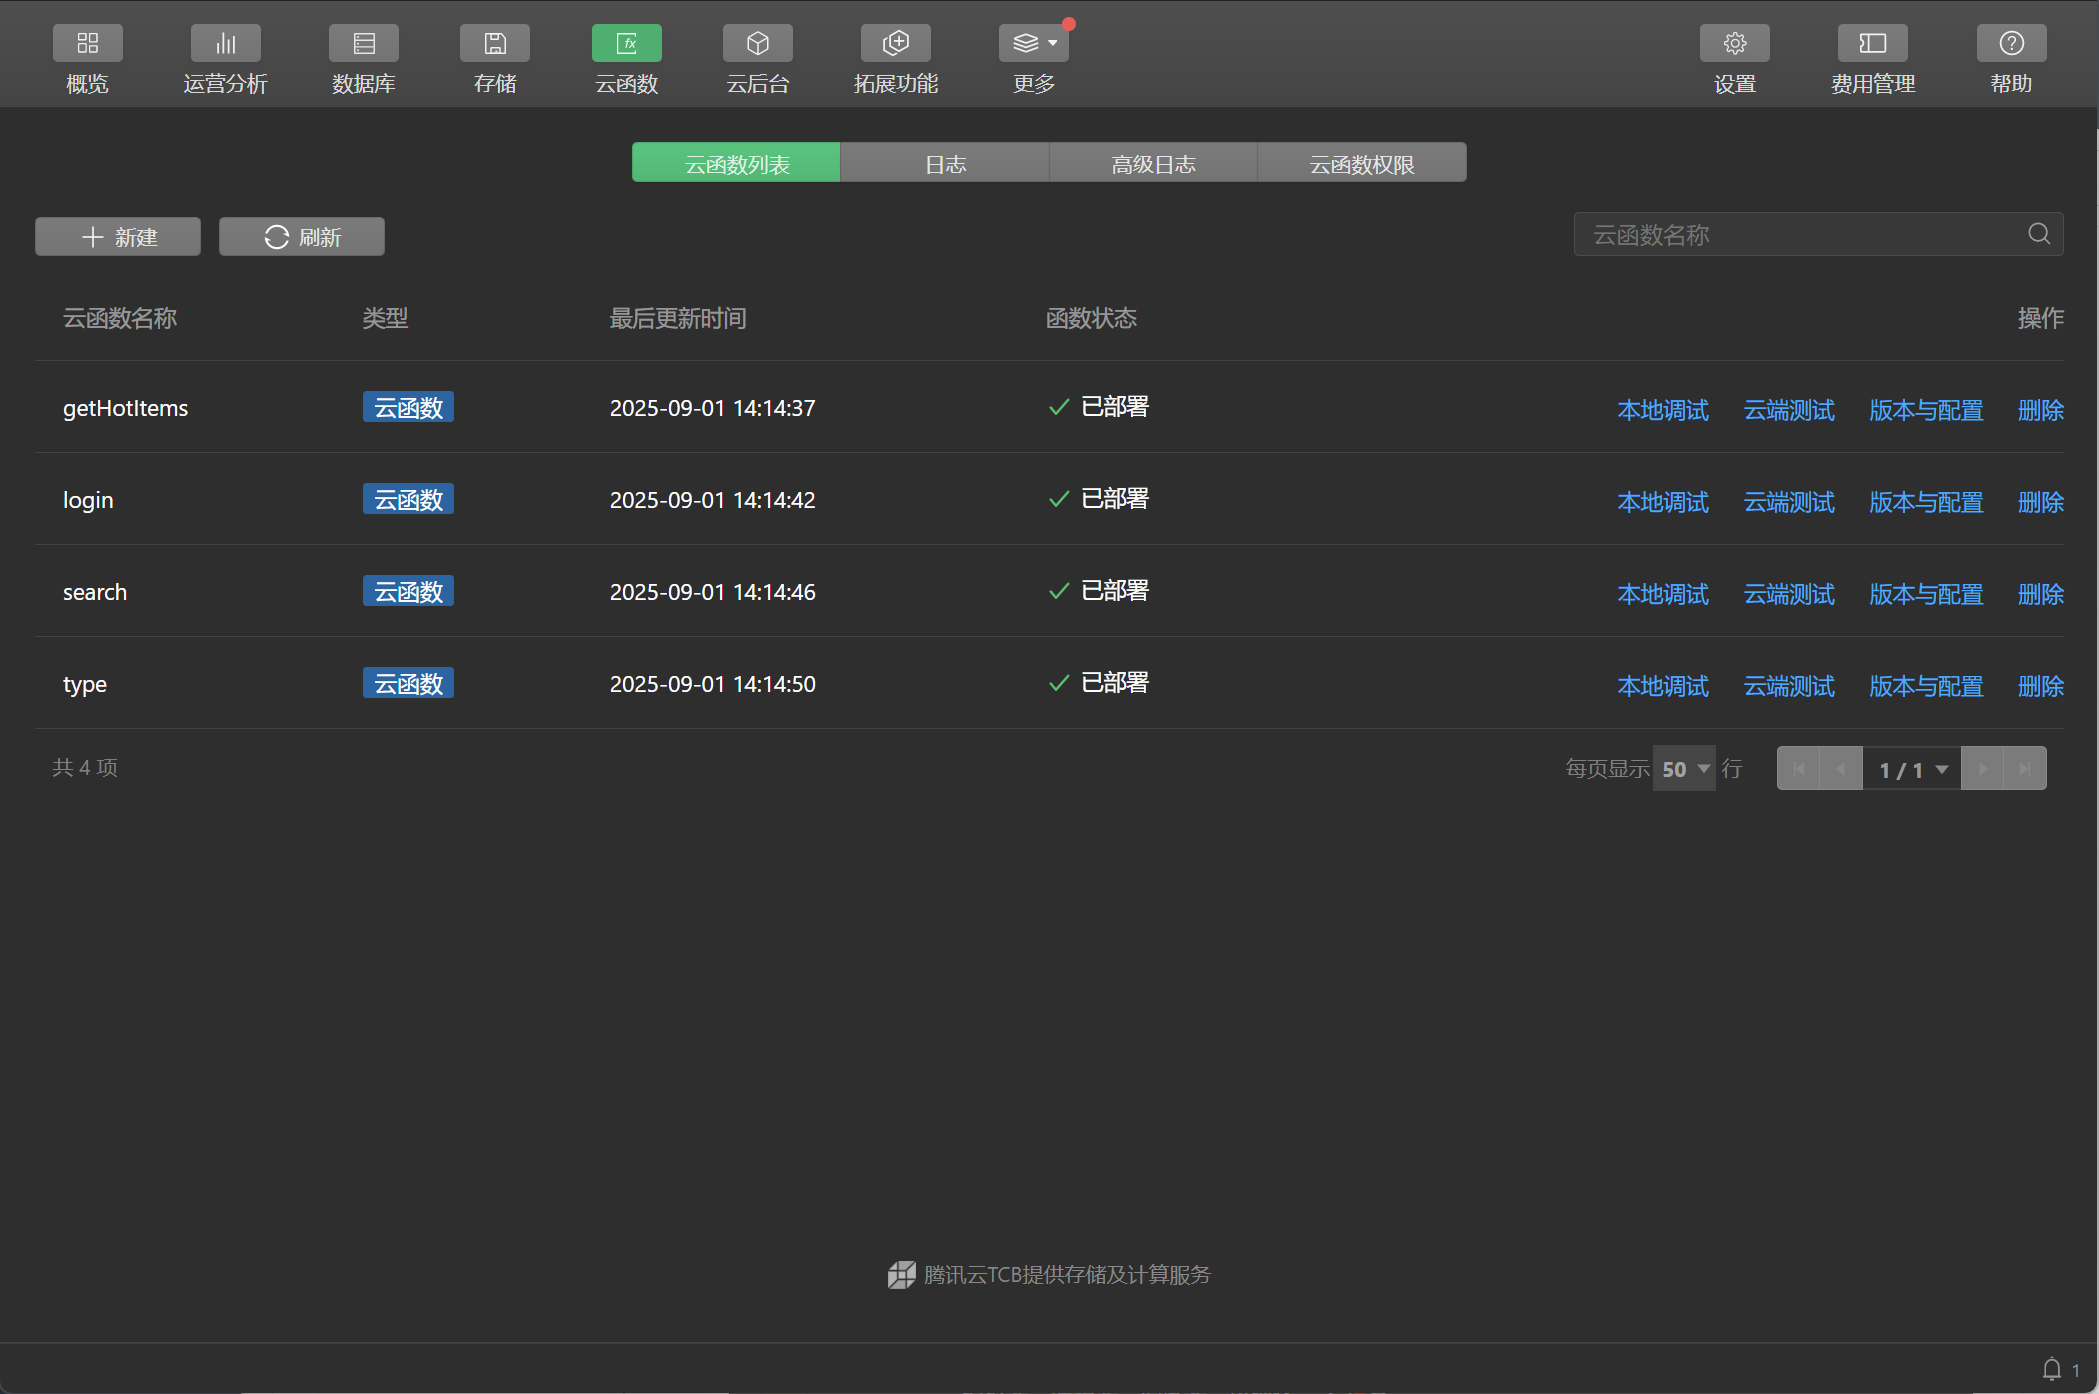 概览 运营分析 数据库 存储 云函数 云后台 拓展功能 更多 设置 费用管理 帮助
云函数列表 日志 高级日志 云函数权限
新建 刷新 云函数名称
云函数名称 类型 最后更新时间 函数状态 操作
getHotItems 云函数 2025-09-01 14:14:37 已部署 本地调试 云端测试 版本与配置 删除
login 云函数 2025-09-01 14:14:42 已部署 本地调试 云端测试 版本与配置 删除
search 云函数 2025-09-01 14:14:46 已部署 本地调试 云端测试 版本与配置 删除
type 云函数 2025-09-01 14:14:50 已部署 本地调试 云端测试 版本与配置 删除
共 4 项 每页显示 50 行 1 / 1
腾讯云TCB提供存储及计算服务
1